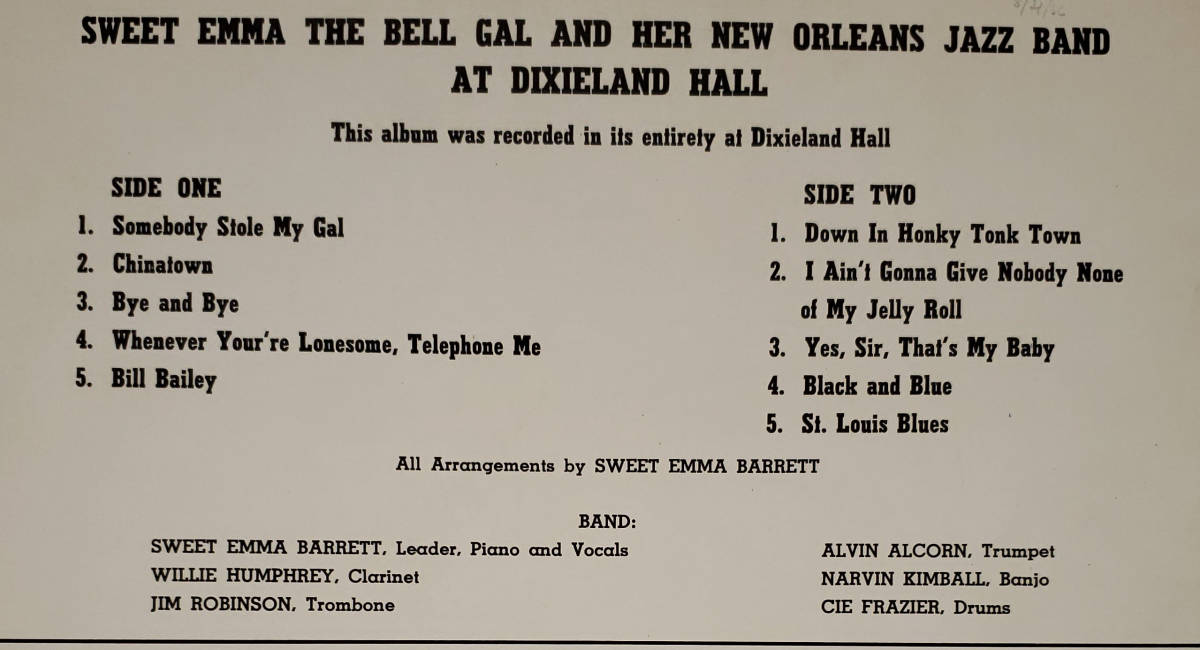 SWEET EMMA THE BELL GAL AND HER NEW ORLEANS JAZZ BAND
AT DIXIELAND HALL
This album was recorded in its entirety at Dixieland Hall
SIDE ONE
1. Somebody Stole My Gal
2. Chinatown
3. Bye and Bye
4. Whenever Your're Lonesome, Telephone Me
5. Bill Bailey
SIDE TWO
1. Down In Honky Tonk Town
2. I Ain't Gonna Give Nobody None
of My Jelly Roll
3. Yes, Sir, That's My Baby
4. Black and Blue
5. St. Louis Blues
All Arrangements by SWEET EMMA BARRETT
BAND:
SWEET EMMA BARRETT, Leader, Piano and Vocals
WILLIE HUMPHREY, Clarinet
JIM ROBINSON, Trombone
ALVIN ALCORN, Trumpet
NARVIN KIMBALL, Banjo
CIE FRAZIER, Drums